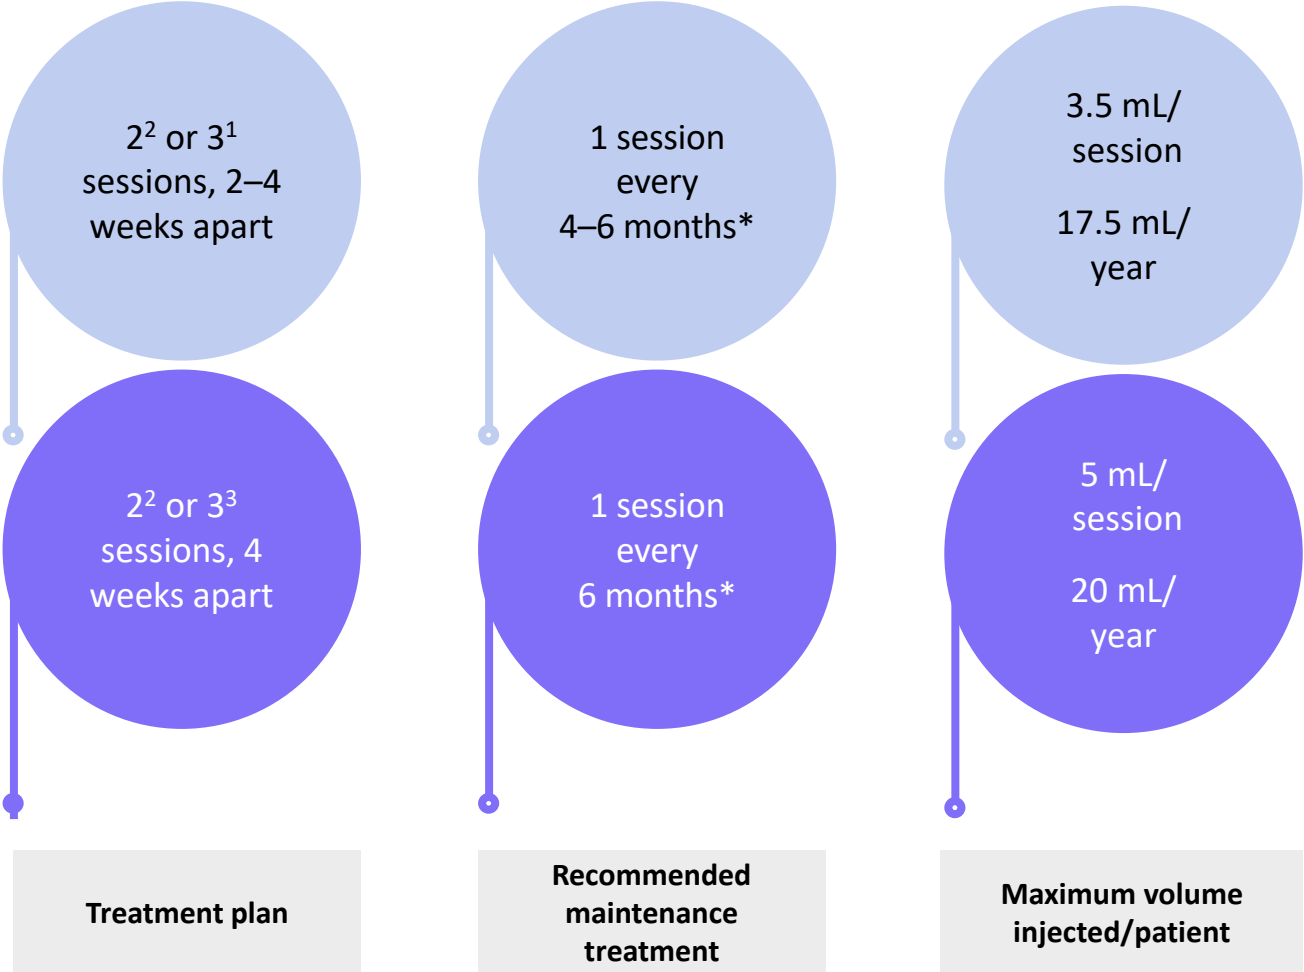 2² or 3¹
sessions, 2–4
weeks apart
1 session
every
4–6 months*
3.5 mL/
session
17.5 mL/
year
2² or 3³
sessions, 4
weeks apart
1 session
every
6 months*
5 mL/
session
20 mL/
year
Treatment plan
Recommended
maintenance
treatment
Maximum volume
injected/patient